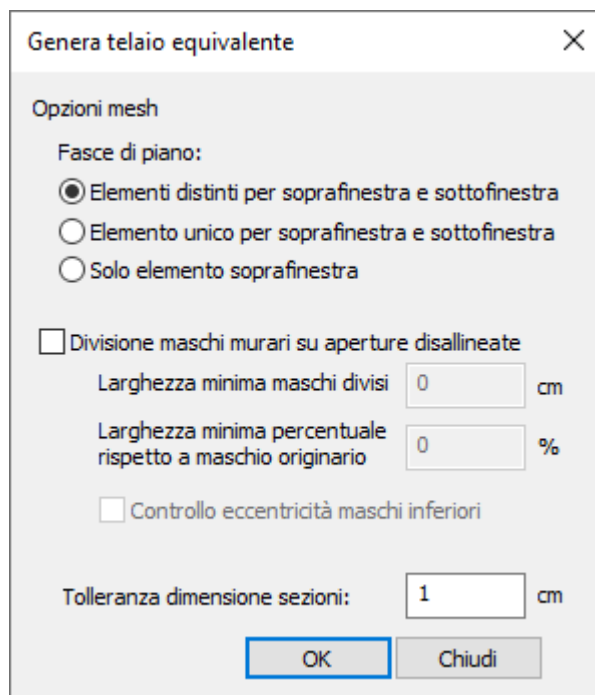 Genera telaio equivalente
Opzioni mesh
Fasce di piano:
Elementi distinti per soprafinestra e sottofinestra
Elemento unico per soprafinestra e sottofinestra
Solo elemento soprafinestra
Divisione maschi murari su aperture disallineate
Larghezza minima maschi divisi 0 cm
Larghezza minima percentuale
rispetto a maschio originario 0 %
Controllo eccentricità maschi inferiori
Tolleranza dimensione sezioni: 1 cm
OK Chiudi